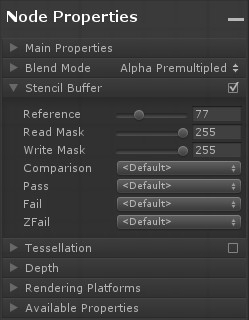 Node Properties
Main Properties
Blend Mode Alpha Premultipled
Stencil Buffer
Reference 77
Read Mask 255
Write Mask 255
Comparison <Default>
Pass <Default>
Fail <Default>
ZFail <Default>
Tessellation
Depth
Rendering Platforms
Available Properties